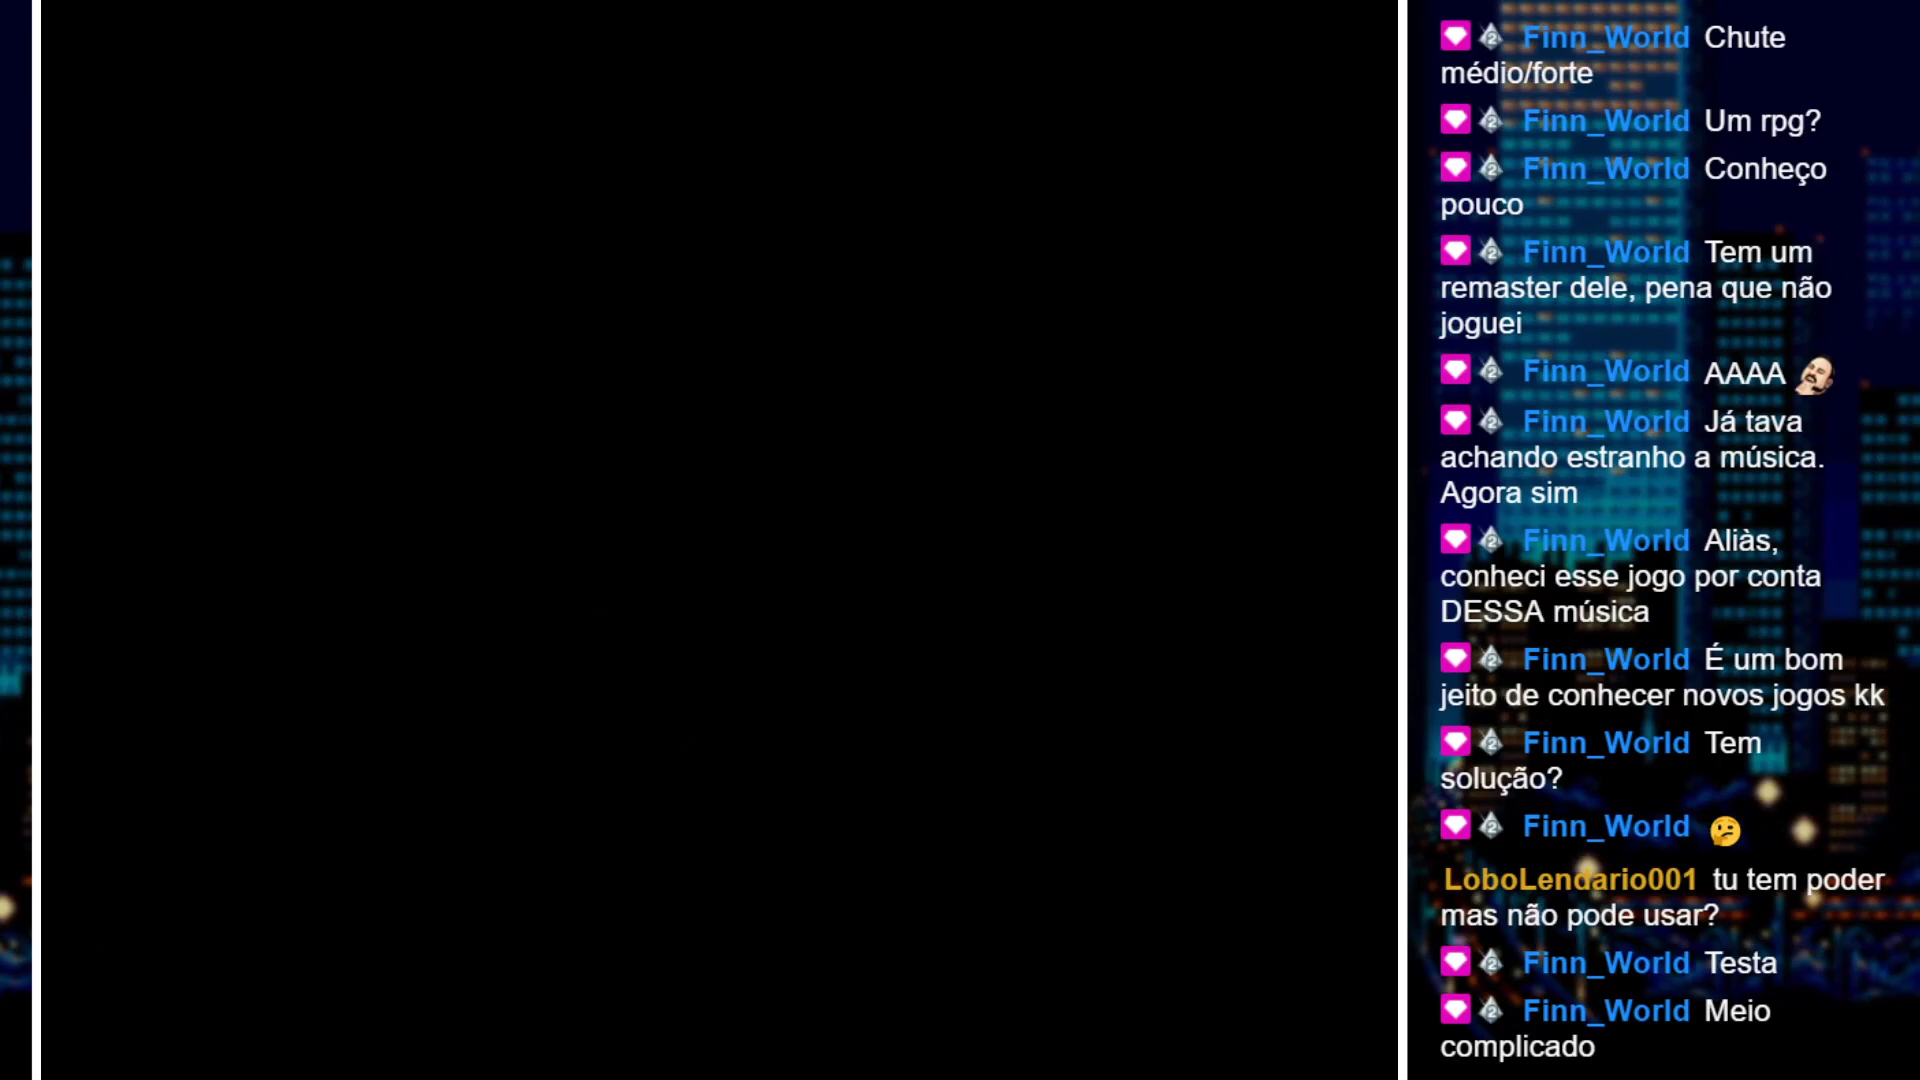 Finn_World Chute
médio/forte
Finn_World Um rpg?
Finn_World Conheço
pouco
Finn_World Tem um
remaster dele, pena que não
joguei
Finn_World AAAA
Finn_World Já tava
achando estranho a música.
Agora sim
Finn_World Aliàs,
conheci esse jogo por conta
DESSA música
Finn_World É um bom
jeito de conhecer novos jogos kk
Finn_World Tem
solução?
Finn_World 🤔
LoboLendario001 tu tem poder
mas não pode usar?
Finn_World Testa
Finn_World Meio
complicado